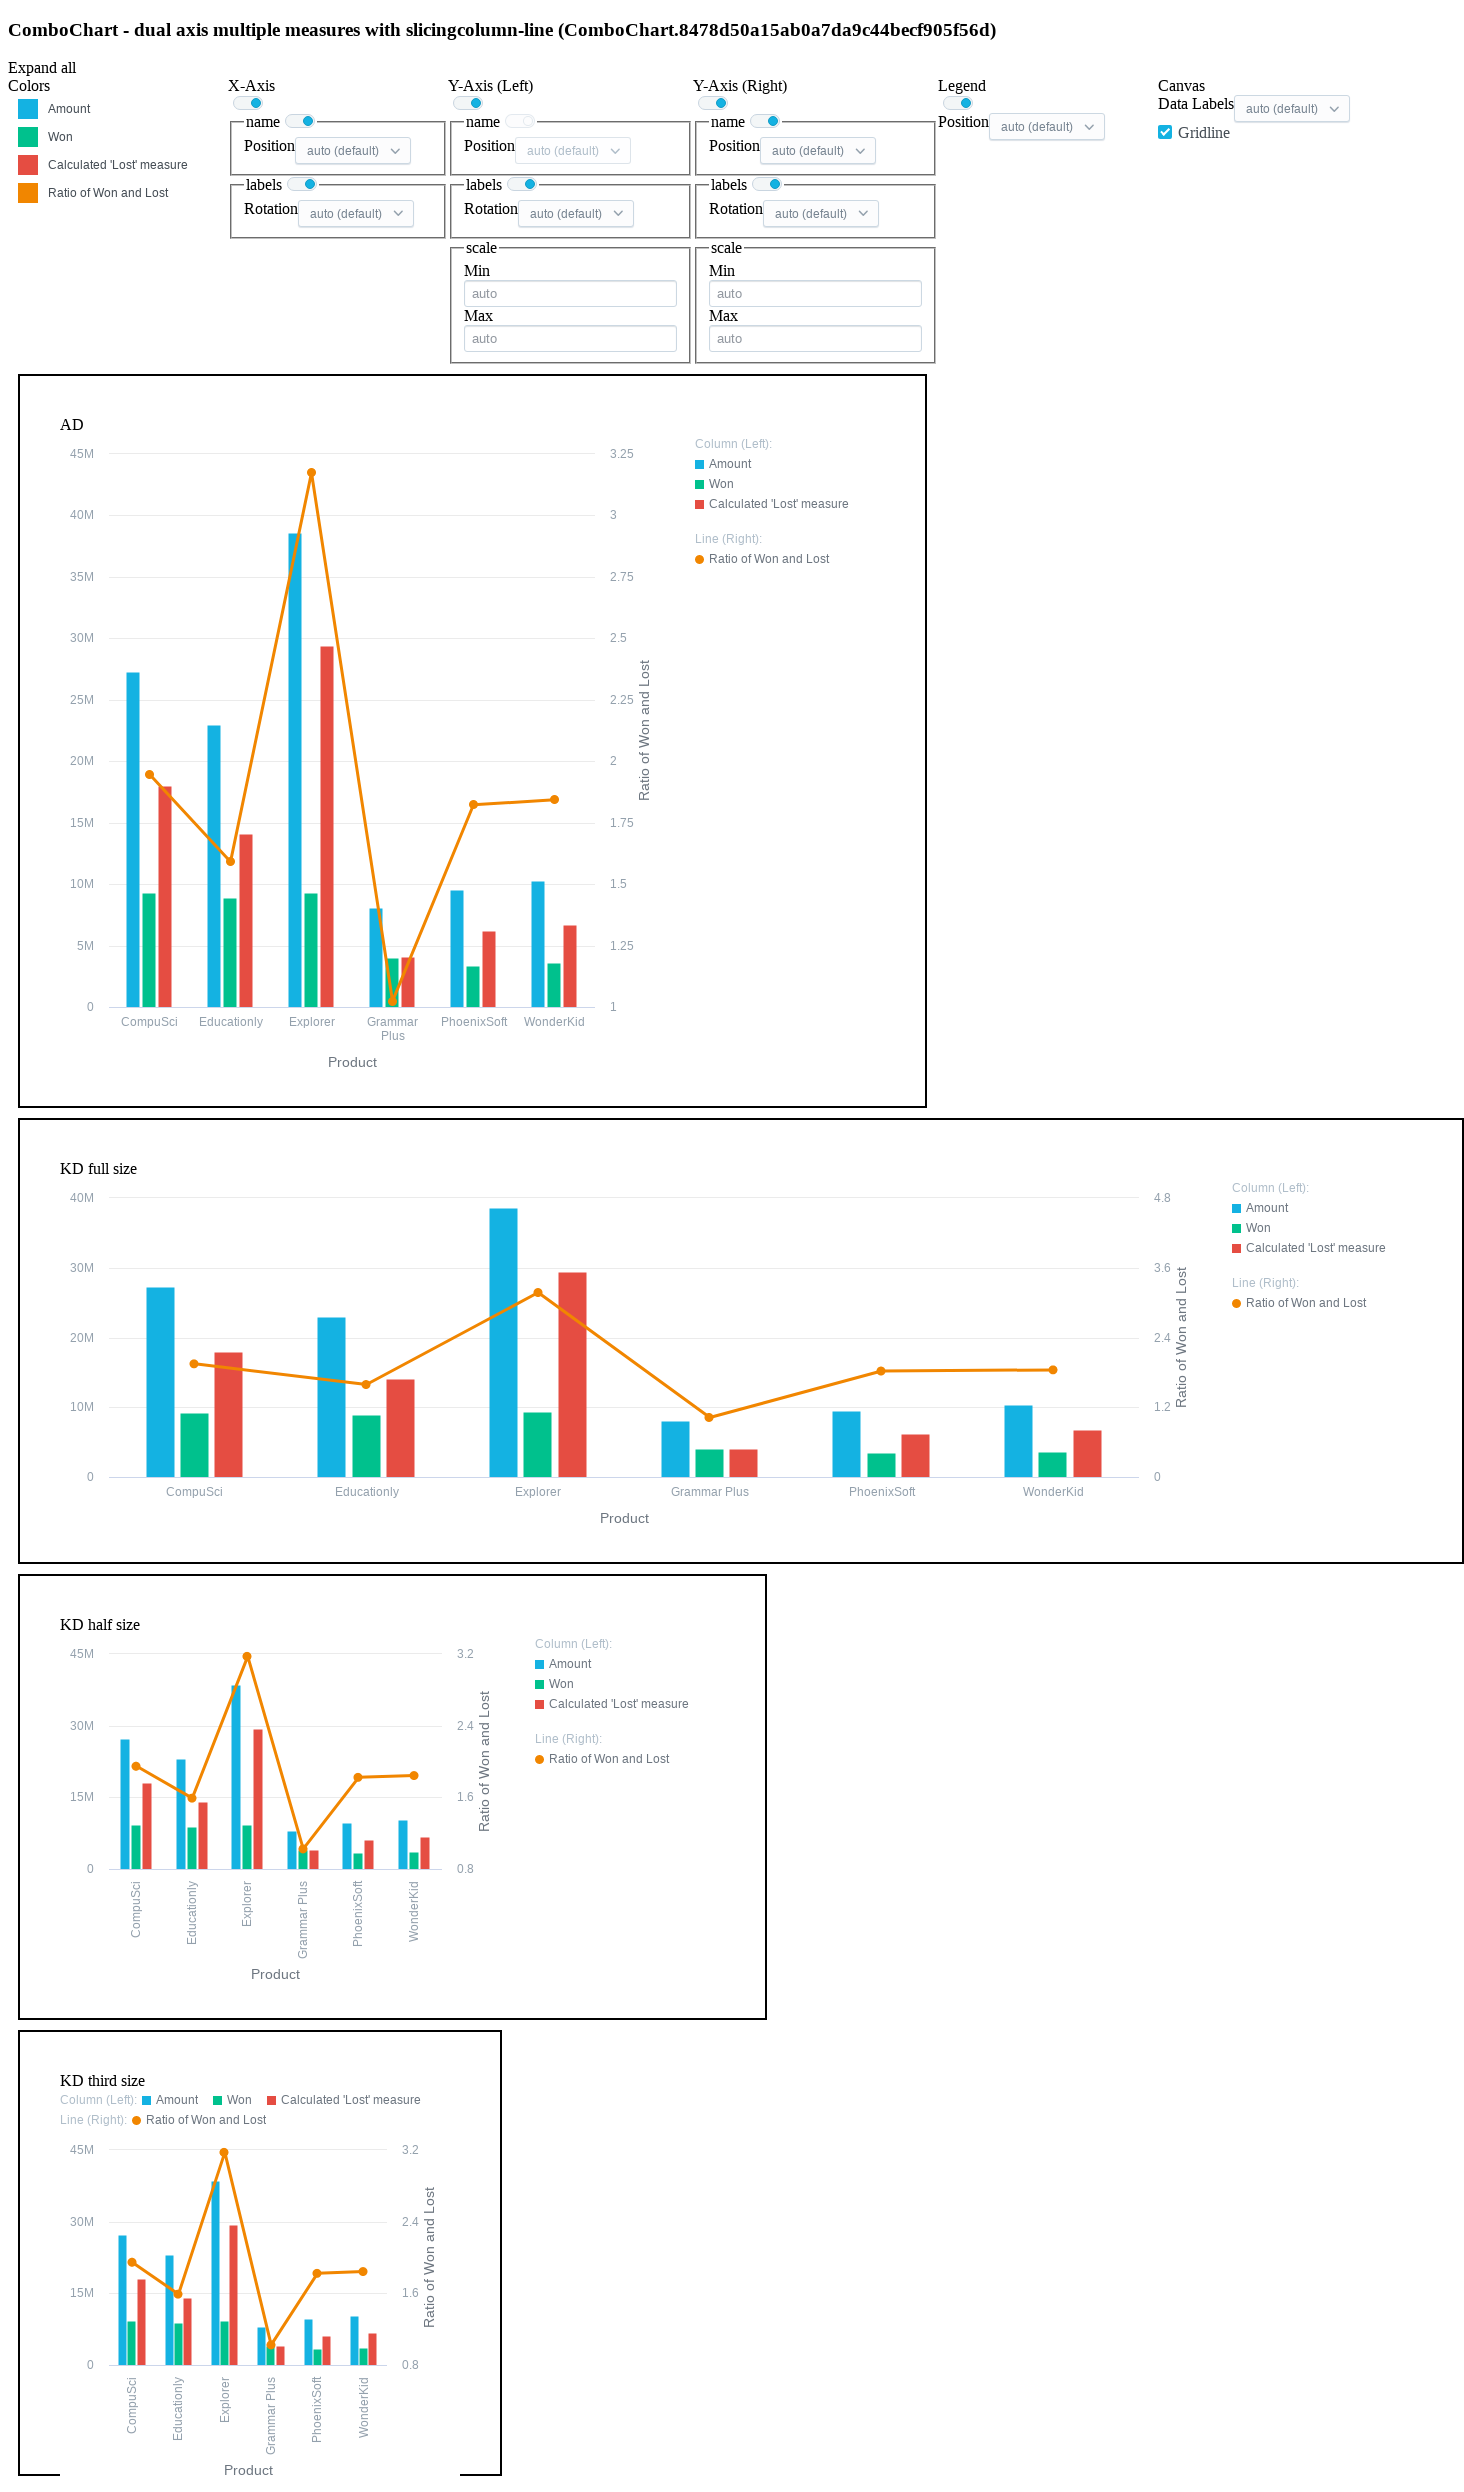 ComboChart - dual axis multiple measures with slicingcolumn-line (ComboChart.8478d50a15ab0a7da9c44becf905f56d)
Expand all
Colors
Amount
Won
Calculated 'Lost' measure
Ratio of Won and Lost
X-Axis
name
Position auto (default)
labels
Rotation auto (default)
Y-Axis (Left)
name
Position auto (default)
labels
Rotation auto (default)
scale
Min
auto
Max
auto
Y-Axis (Right)
name
Position auto (default)
labels
Rotation auto (default)
scale
Min
auto
Max
auto
Legend
Position auto (default)
Canvas
Data Labels auto (default)
Gridline
AD
45M
40M
35M
30M
25M
20M
15M
10M
5M
0
3.25
3
2.75
2.5
2.25
2
1.75
1.5
1.25
1
Ratio of Won and Lost
CompuSci
Educationly
Explorer
Grammar
Plus
PhoenixSoft
WonderKid
Product
Column (Left):
Amount
Won
Calculated 'Lost' measure
Line (Right):
Ratio of Won and Lost
KD full size
40M
30M
20M
10M
0
4.8
3.6
2.4
1.2
0
Ratio of Won and Lost
CompuSci
Educationly
Explorer
Grammar Plus
PhoenixSoft
WonderKid
Product
Column (Left):
Amount
Won
Calculated 'Lost' measure
Line (Right):
Ratio of Won and Lost
KD half size
45M
30M
15M
0
3.2
2.4
1.6
0.8
Ratio of Won and Lost
CompuSci
Educationly
Explorer
Grammar Plus
PhoenixSoft
WonderKid
Product
Column (Left):
Amount
Won
Calculated 'Lost' measure
Line (Right):
Ratio of Won and Lost
KD third size
Column (Left): Amount Won Calculated 'Lost' measure
Line (Right): Ratio of Won and Lost
45M
30M
15M
0
3.2
2.4
1.6
0.8
Ratio of Won and Lost
CompuSci
Educationly
Explorer
Grammar Plus
PhoenixSoft
WonderKid
Product